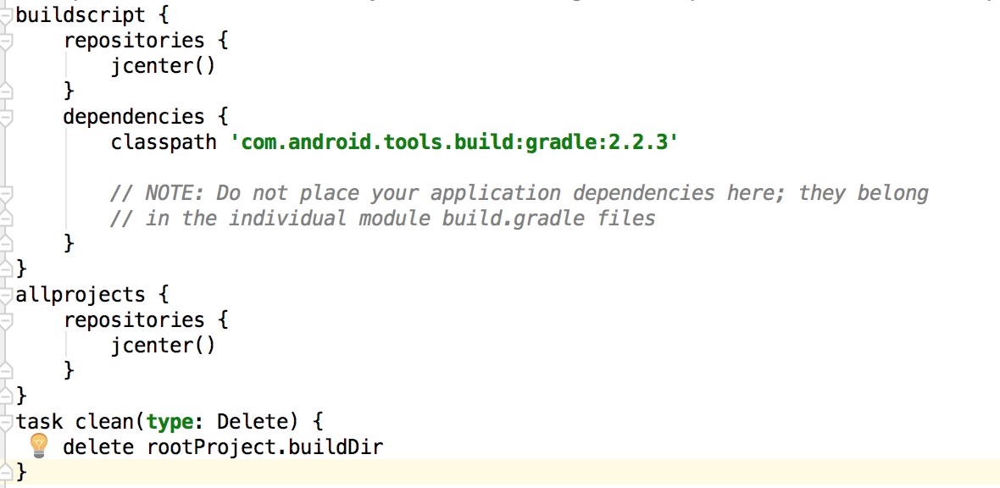 buildscript {
    repositories {
        jcenter()
    }
    dependencies {
        classpath 'com.android.tools.build:gradle:2.2.3'

        // NOTE: Do not place your application dependencies here; they belong
        // in the individual module build.gradle files
    }
}
allprojects {
    repositories {
        jcenter()
    }
}
task clean(type: Delete) {
    delete rootProject.buildDir
}